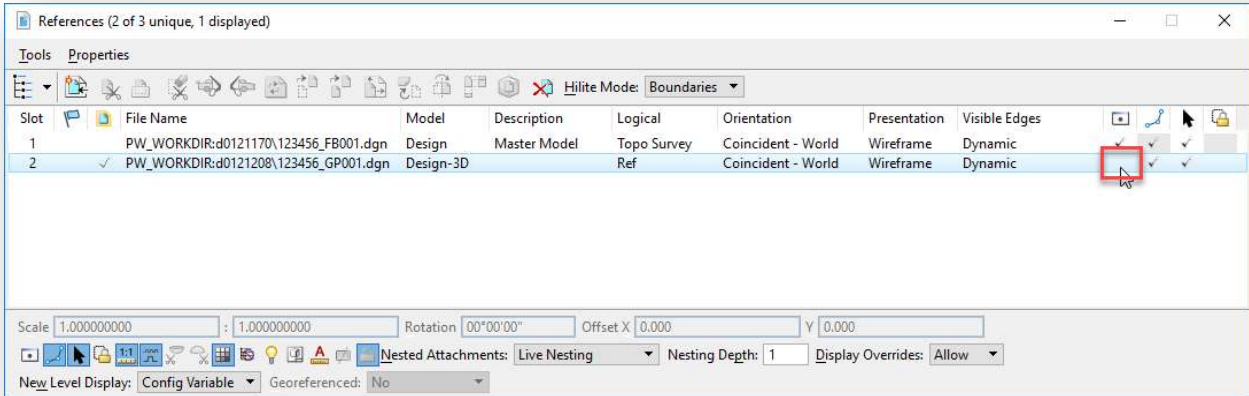 References (2 of 3 unique, 1 displayed)
Tools Properties
Hilite Mode: Boundaries
Slot File Name Model Description Logical Orientation Presentation Visible Edges
1 PW_WORKDIR:d0121170\123456_FB001.dgn Design Master Model Topo Survey Coincident - World Wireframe Dynamic
2 PW_WORKDIR:d0121208\123456_GP001.dgn Design-3D Ref Coincident - World Wireframe Dynamic
Scale 1.000000000 : 1.000000000 Rotation 00°00'00" Offset X 0.000 Y 0.000
1:1 A Nested Attachments: Live Nesting Nesting Depth: 1 Display Overrides: Allow
New Level Display: Config Variable Georeferenced: No